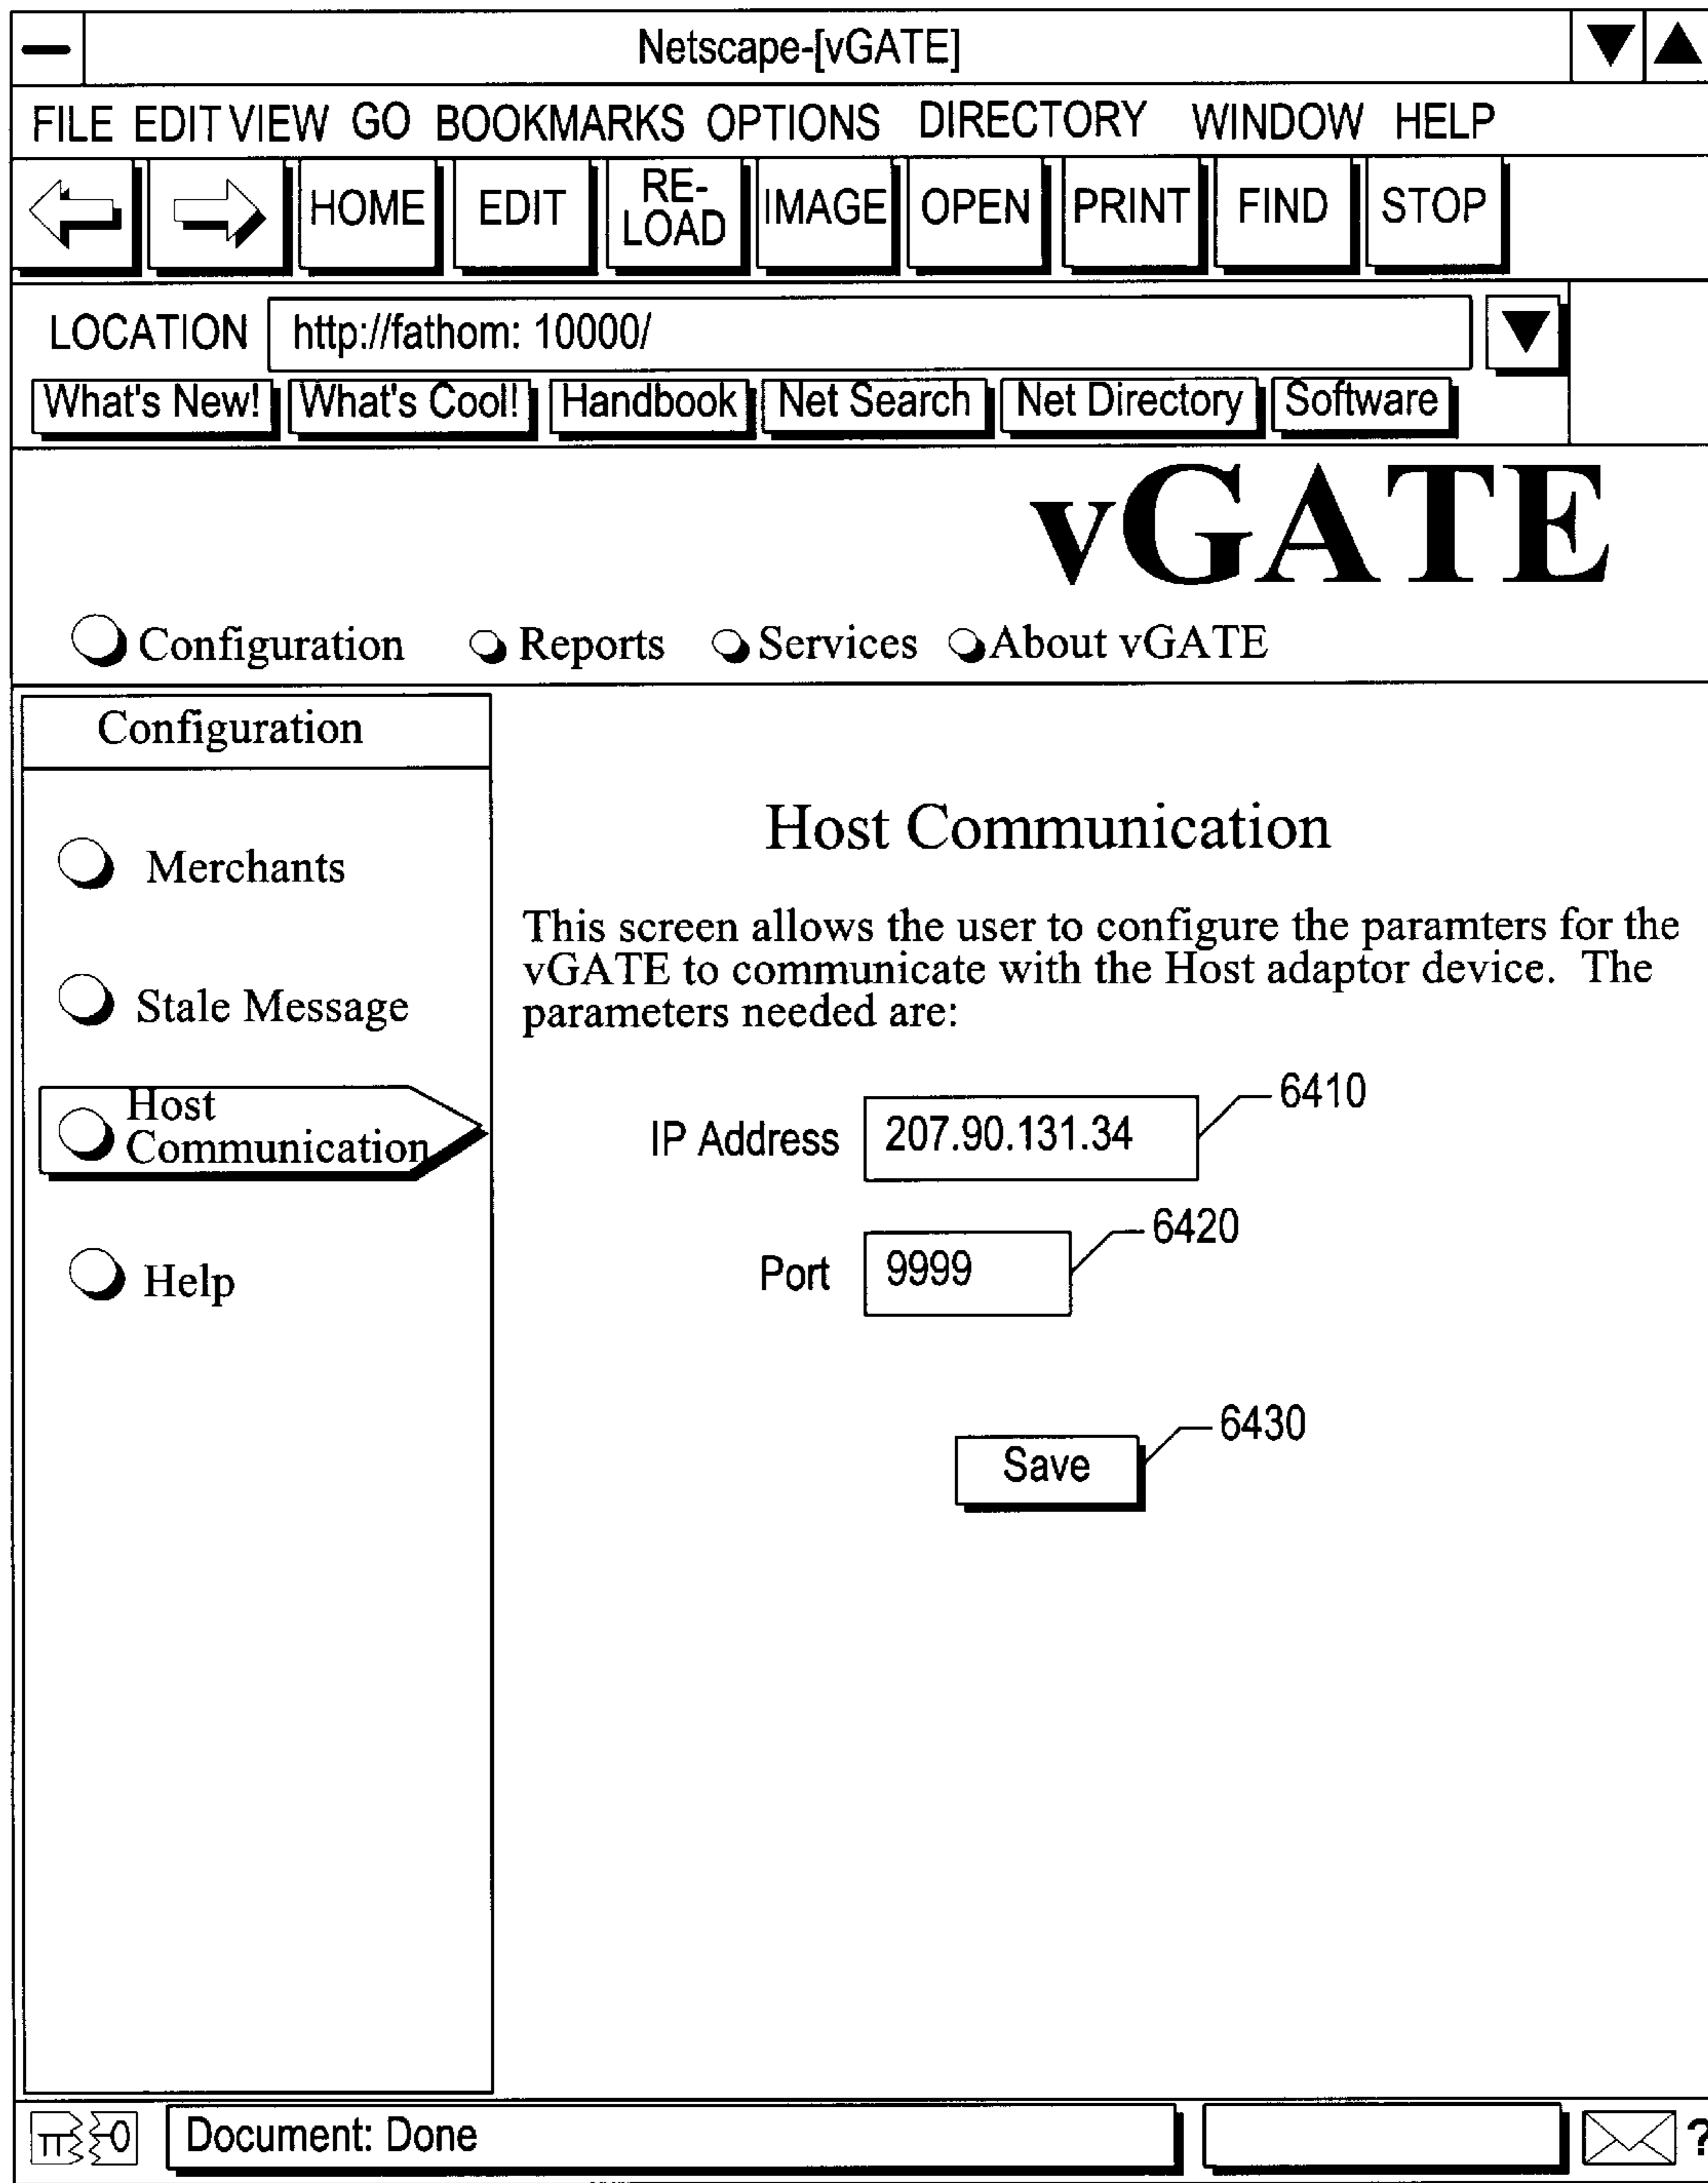 Netscape-[vGATE]
FILE EDIT VIEW GO BOOKMARKS OPTIONS DIRECTORY WINDOW HELP
HOME EDIT RE-LOAD IMAGE OPEN PRINT FIND STOP
LOCATION http://fathom: 10000/
What's New! What's Cool! Handbook Net Search Net Directory Software
vGATE
Configuration Reports Services About vGATE
Configuration
Merchants
Stale Message
Host
Communication
Help
Host Communication
This screen allows the user to configure the paramters for the
vGATE to communicate with the Host adaptor device. The
parameters needed are:
IP Address 207.90.131.34 6410
Port 9999 6420
Save 6430
Document: Done ?